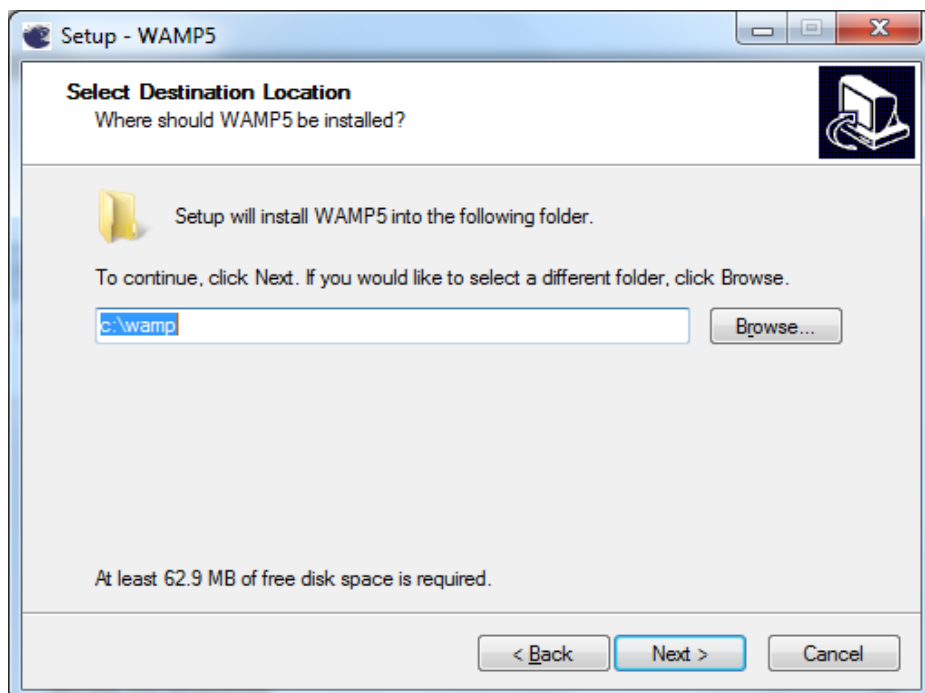 Setup - WAMP5
Select Destination Location
Where should WAMP5 be installed?
Setup will install WAMP5 into the following folder.
To continue, click Next. If you would like to select a different folder, click Browse.
c:\wamp
Browse...
At least 62.9 MB of free disk space is required.
< Back
Next >
Cancel